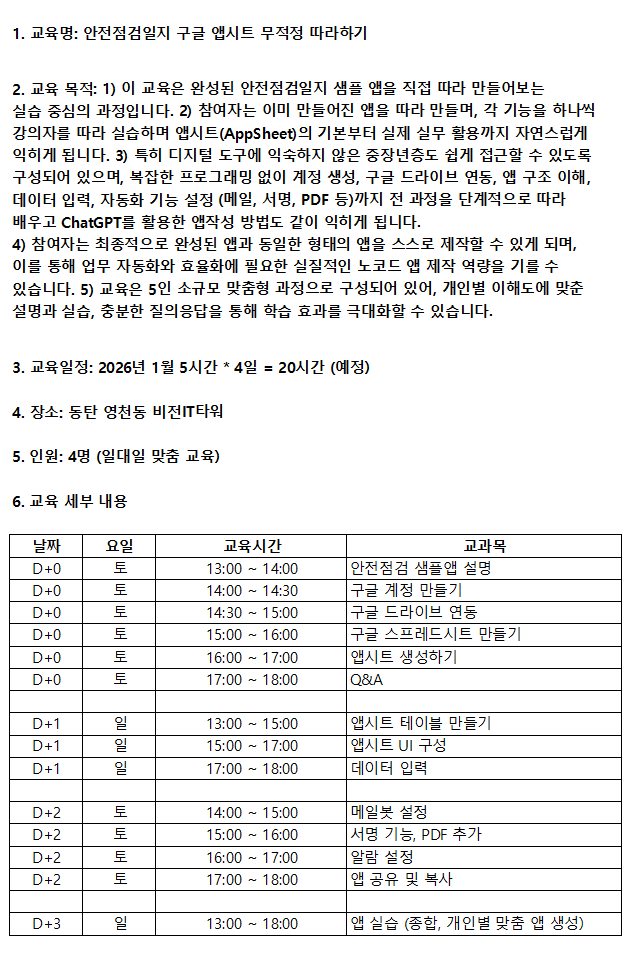 1. 교육명: 안전점검일지 구글 앱시트 무적정 따라하기
2. 교육 목적: 1) 이 교육은 완성된 안전점검일지 샘플 앱을 직접 따라 만들어보는
실습 중심의 과정입니다. 2) 참여자는 이미 만들어진 앱을 따라 만들며, 각 기능을 하나씩
강의자를 따라 실습하며 앱시트(AppSheet)의 기본부터 실제 실무 활용까지 자연스럽게
익히게 됩니다. 3) 특히 디지털 도구에 익숙하지 않은 중장년층도 쉽게 접근할 수 있도록
구성되어 있으며, 복잡한 프로그래밍 없이 계정 생성, 구글 드라이브 연동, 앱 구조 이해,
데이터 입력, 자동화 기능 설정 (메일, 서명, PDF 등)까지 전 과정을 단계적으로 따라
배우고 ChatGPT를 활용한 앱작성 방법도 같이 익히게 됩니다.
4) 참여자는 최종적으로 완성된 앱과 동일한 형태의 앱을 스스로 제작할 수 있게 되며,
이를 통해 업무 자동화와 효율화에 필요한 실질적인 노코드 앱 제작 역량을 기를 수
있습니다. 5) 교육은 5인 소규모 맞춤형 과정으로 구성되어 있어, 개인별 이해도에 맞춘
설명과 실습, 충분한 질의응답을 통해 학습 효과를 극대화할 수 있습니다.
3. 교육일정: 2026년 1월 5시간 * 4일 = 20시간 (예정)
4. 장소: 동탄 영천동 비전IT타워
5. 인원: 4명 (일대일 맞춤 교육)
6. 교육 세부 내용
날짜 요일 교육시간 교과목
D+0 토 13:00 ~ 14:00 안전점검 샘플앱 설명
D+0 토 14:00 ~ 14:30 구글 계정 만들기
D+0 토 14:30 ~ 15:00 구글 드라이브 연동
D+0 토 15:00 ~ 16:00 구글 스프레드시트 만들기
D+0 토 16:00 ~ 17:00 앱시트 생성하기
D+0 토 17:00 ~ 18:00 Q&A
D+1 일 13:00 ~ 15:00 앱시트 테이블 만들기
D+1 일 15:00 ~ 17:00 앱시트 UI 구성
D+1 일 17:00 ~ 18:00 데이터 입력
D+2 토 14:00 ~ 15:00 메일봇 설정
D+2 토 15:00 ~ 16:00 서명 기능, PDF 추가
D+2 토 16:00 ~ 17:00 알람 설정
D+2 토 17:00 ~ 18:00 앱 공유 및 복사
D+3 일 13:00 ~ 18:00 앱 실습 (종합, 개인별 맞춤 앱 생성)